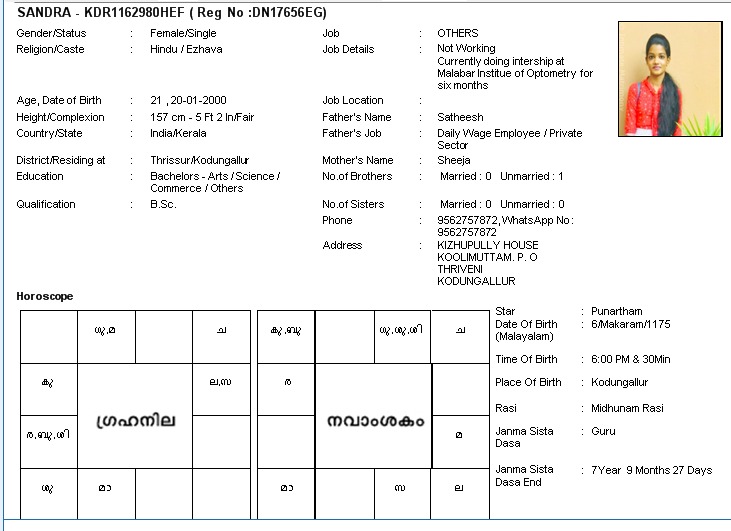 SANDRA - KDR1162980HEF ( Reg No :DN17656EG)
Gender/Status : Female/Single
Religion/Caste : Hindu / Ezhava
Age, Date of Birth : 21 , 20-01-2000
Height/Complexion : 157 cm - 5 Ft 2 In/Fair
Country/State : India/Kerala
District/Residing at : Thrissur/Kodungallur
Education : Bachelors - Arts / Science /
Commerce / Others
Qualification : B.Sc.
Job : OTHERS
Job Details : Not Working
Currently doing intership at
Malabar Institue of Optometry for
six months
Job Location :
Father's Name : Satheesh
Father's Job : Daily Wage Employee / Private
Sector
Mother's Name : Sheeja
No.of Brothers : Married : 0 Unmarried : 1
No.of Sisters : Married : 0 Unmarried : 0
Phone : 9562757872,WhatsApp No :
9562757872
Address : KIZHUPULLY HOUSE
KOOLIMUTTAM. P. O
THRIVENI
KODUNGALLUR
Horoscope
ഗു,മ ച
കു ല,സ
ഗ്രഹനില
ര,ബു,ശി
ശു മാ
കു,ബു ഗു,ശു,ശി ച
ര
നവാംശകം
മ
മാ സ ല
Star : Punartham
Date Of Birth : 6/Makaram/1175
(Malayalam)
Time Of Birth : 6:00 PM & 30Min
Place Of Birth : Kodungallur
Rasi : Midhunam Rasi
Janma Sista : Guru
Dasa
Janma Sista : 7Year 9 Months 27 Days
Dasa End